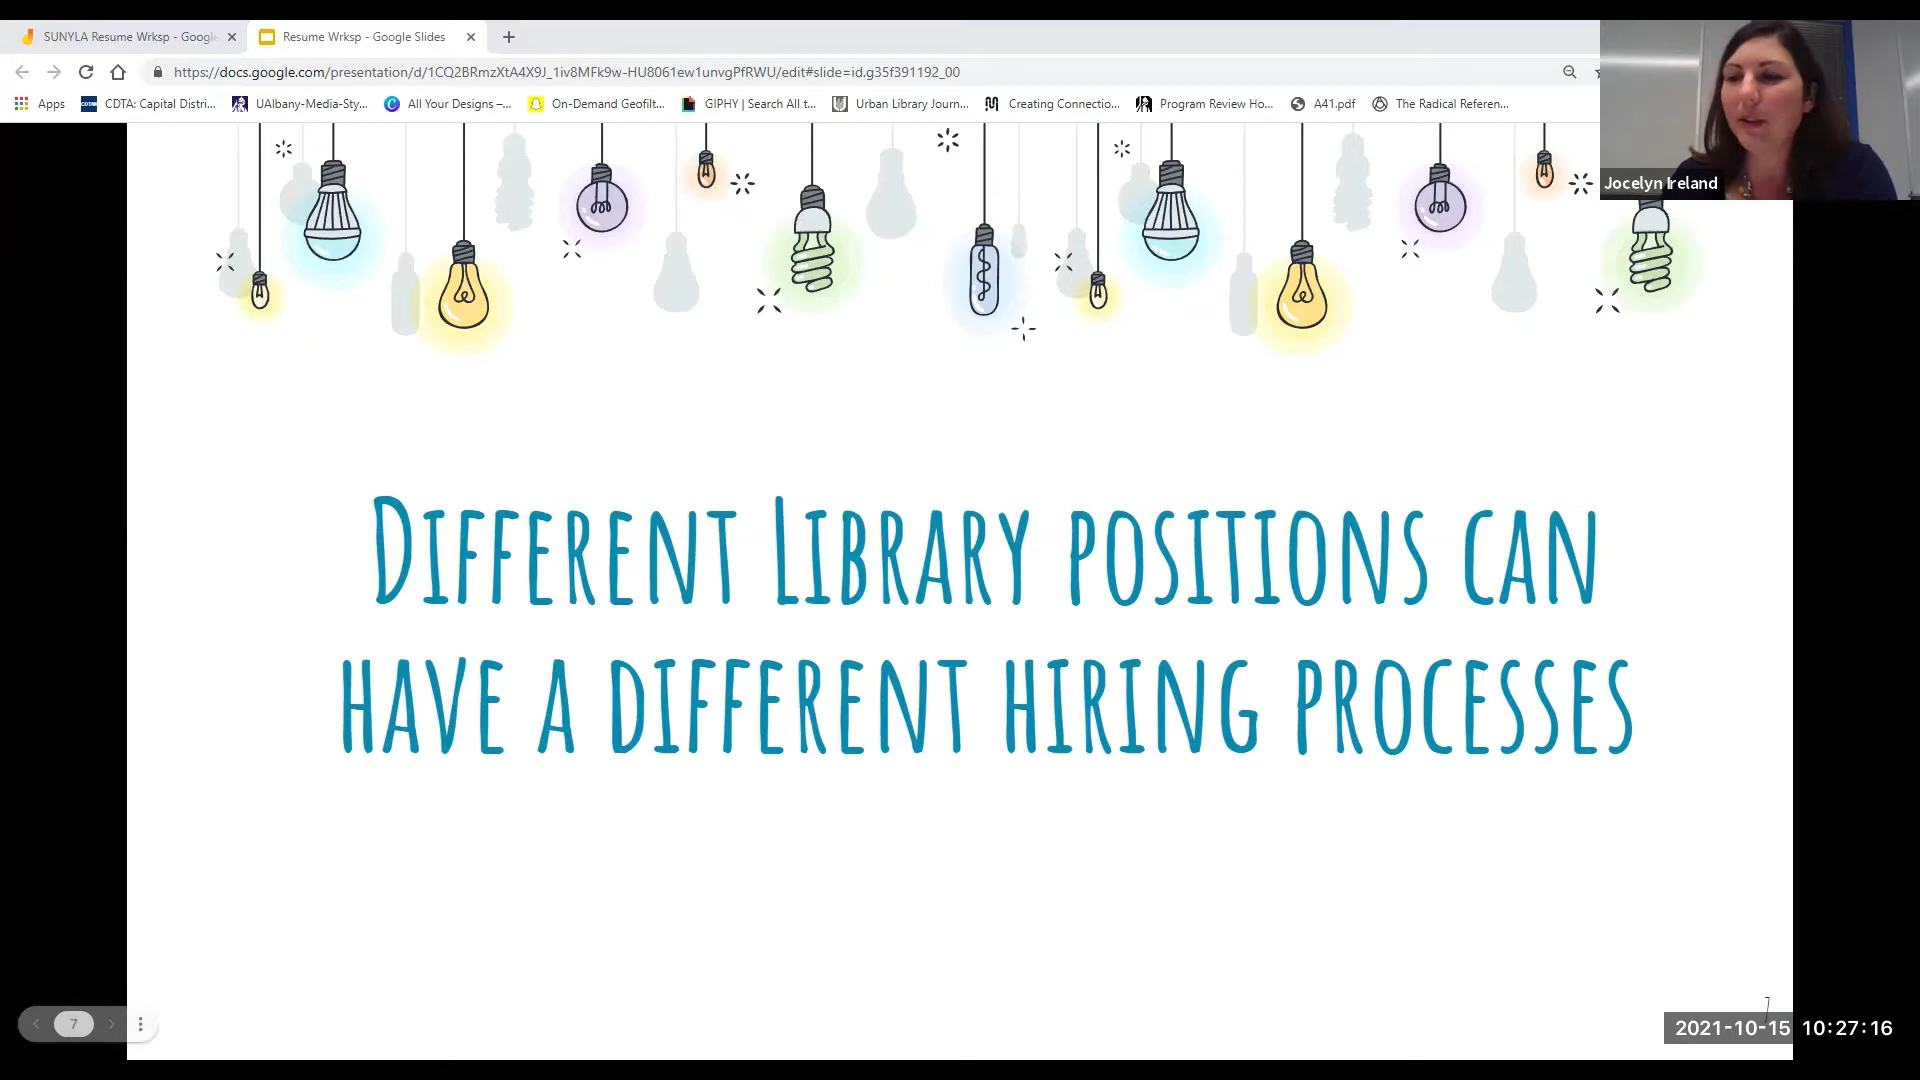 SUNYLA Resume Wrksp - Google
Resume Wrksp - Google Slides
https://docs.google.com/presentation/d/1CQ2BRmzXtA4X9J_1iv8MFk9w-HU8061ew1unvgPfRWU/edit#slide=id.g35f391192_00
Apps
CDTA: Capital Distri...
UAlbany-Media-Sty...
All Your Designs –...
On-Demand Geofilt...
GIPHY | Search All t...
Urban Library Journ...
Creating Connectio...
Program Review Ho...
A41.pdf
The Radical Referen...
Jocelyn Ireland
Different Library positions can
have a different hiring processes
7
7
2021-10-15 10:27:16